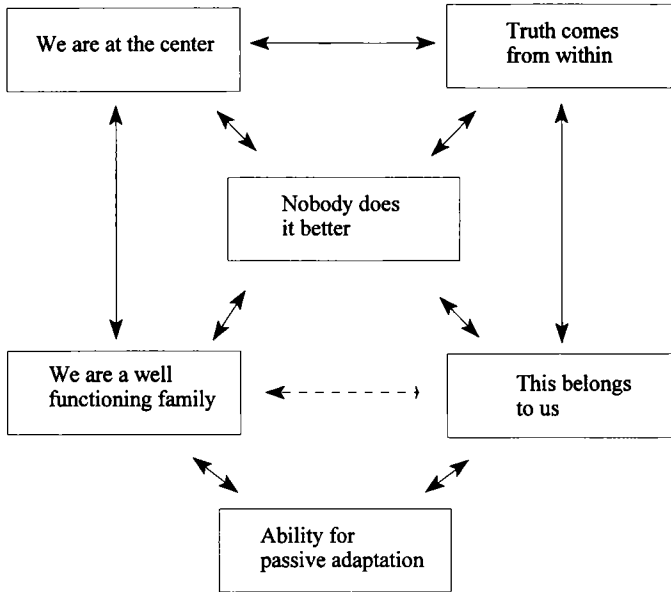 We are at the center
Truth comes
from within
Nobody does
it better
We are a well
functioning family
This belongs
to us
Ability for
passive adaptation